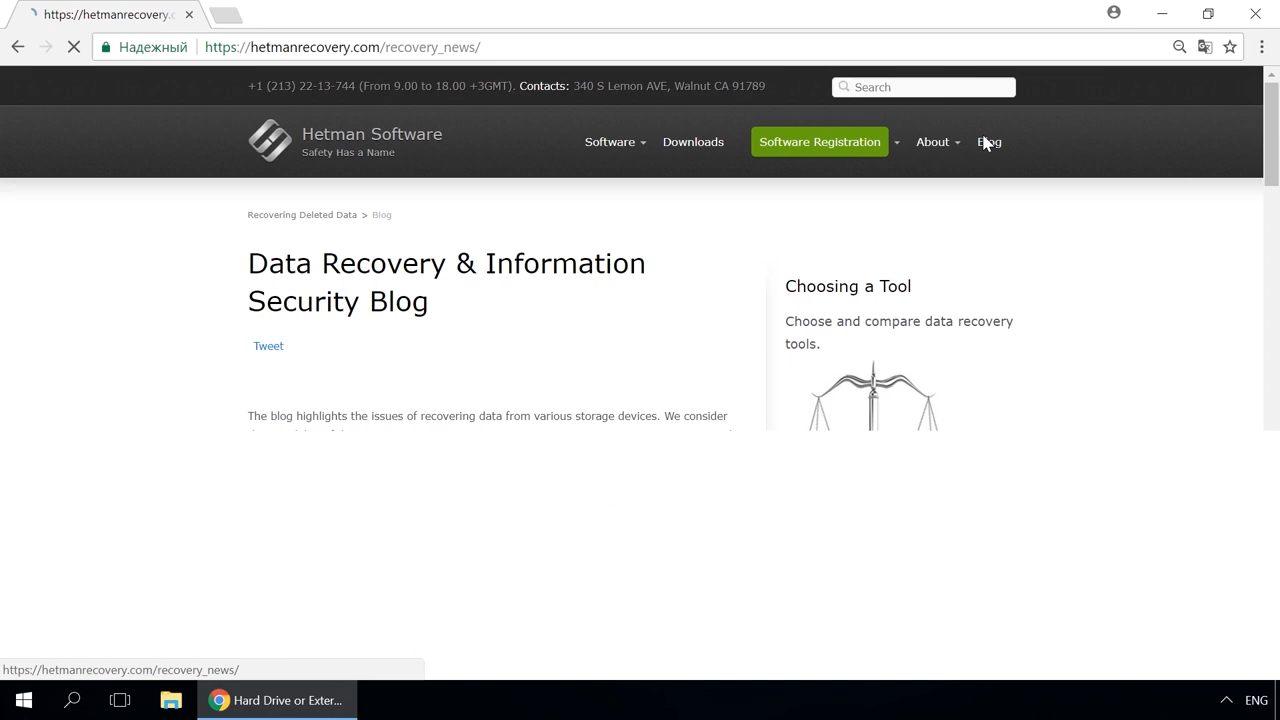 https://hetmanrecovery.c
Надежный
https://hetmanrecovery.com/recovery_news/
+1 (213) 22-13-744 (From 9.00 to 18.00 +3GMT). Contacts: 340 S Lemon AVE, Walnut CA 91789
Search
Hetman Software
Safety Has a Name
Software
Downloads
Software Registration
About
Blog
Recovering Deleted Data > Blog
Data Recovery & Information
Security Blog
Tweet
Choosing a Tool
Choose and compare data recovery
tools.
The blog highlights the issues of recovering data from various storage devices. We consider
https://hetmanrecovery.com/recovery_news/
Hard Drive or Exter...
ENG